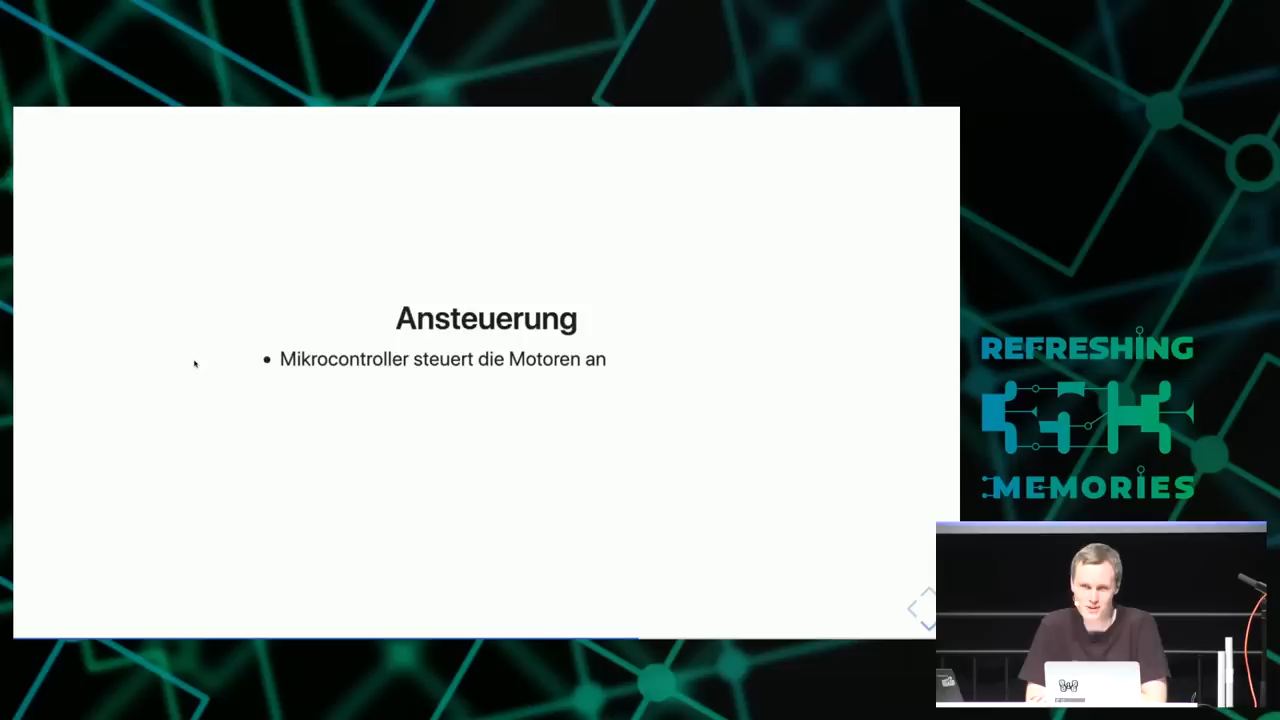 Ansteuerung
• Mikrocontroller steuert die Motoren an
REFRESHING
MEMORIES